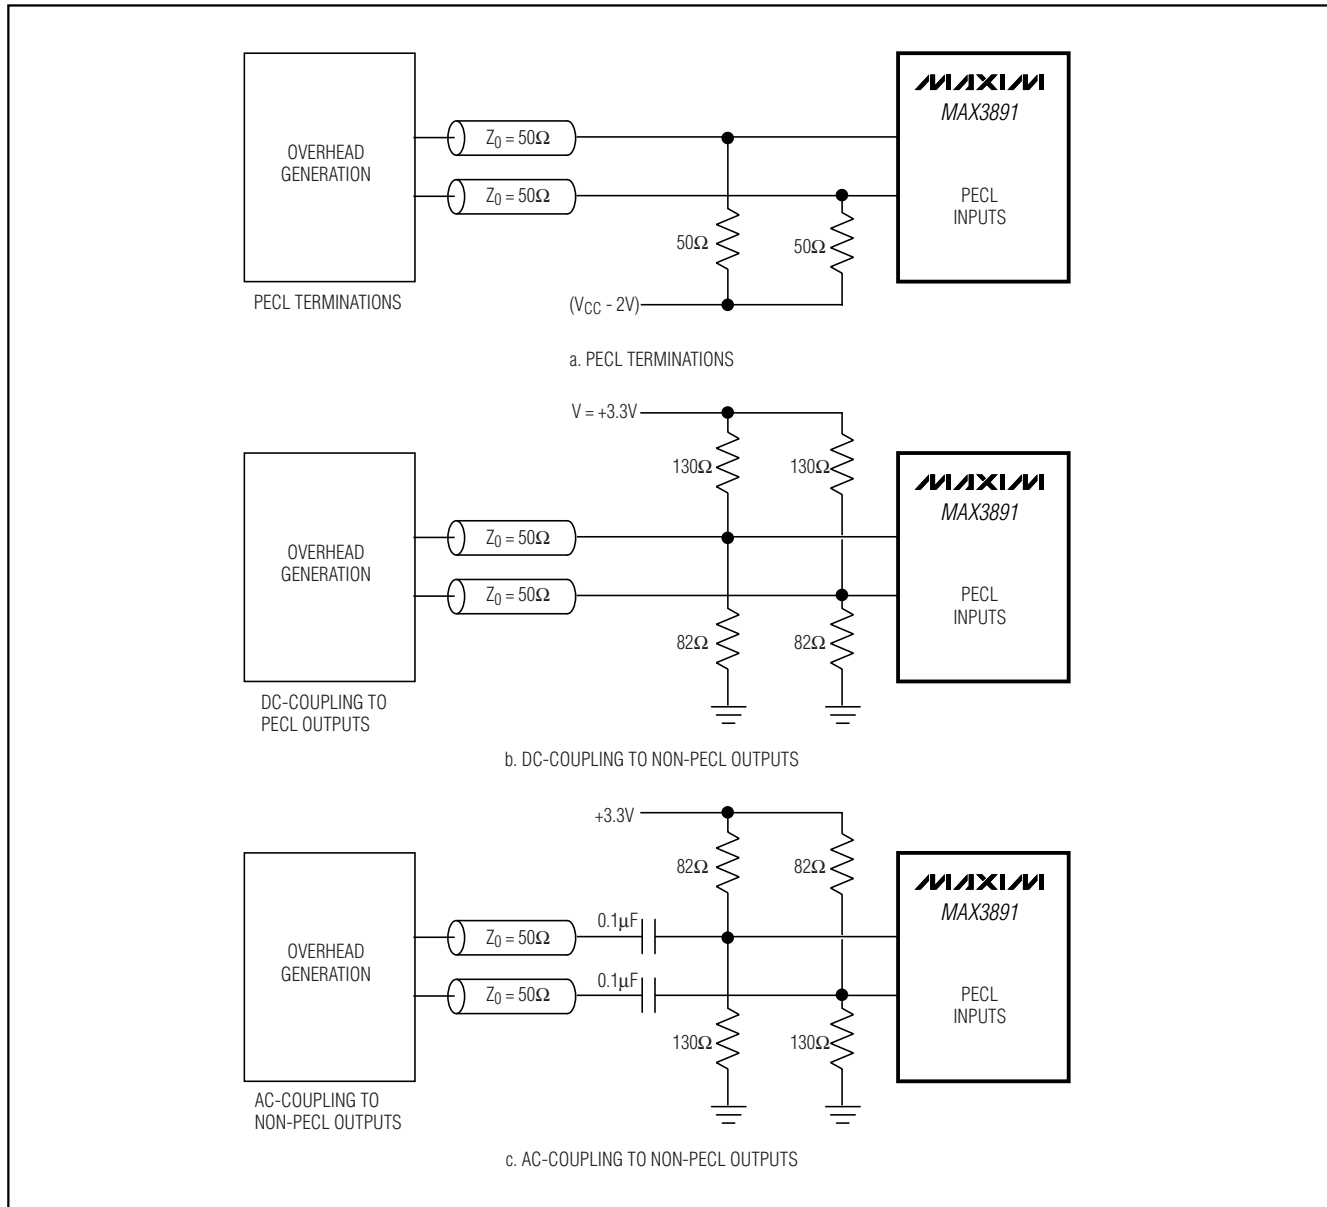 MAXIM
MAX3891
OVERHEAD
GENERATION
Z0 = 50Ω
Z0 = 50Ω
PECL
INPUTS
50Ω
50Ω
PECL TERMINATIONS
(VCC - 2V)
a. PECL TERMINATIONS
V = +3.3V
130Ω
130Ω
MAXIM
MAX3891
OVERHEAD
GENERATION
Z0 = 50Ω
Z0 = 50Ω
PECL
INPUTS
82Ω
82Ω
DC-COUPLING TO
PECL OUTPUTS
b. DC-COUPLING TO NON-PECL OUTPUTS
+3.3V
82Ω
82Ω
MAXIM
MAX3891
OVERHEAD
GENERATION
Z0 = 50Ω
0.1µF
Z0 = 50Ω
0.1µF
PECL
INPUTS
130Ω
130Ω
AC-COUPLING TO
NON-PECL OUTPUTS
c. AC-COUPLING TO NON-PECL OUTPUTS